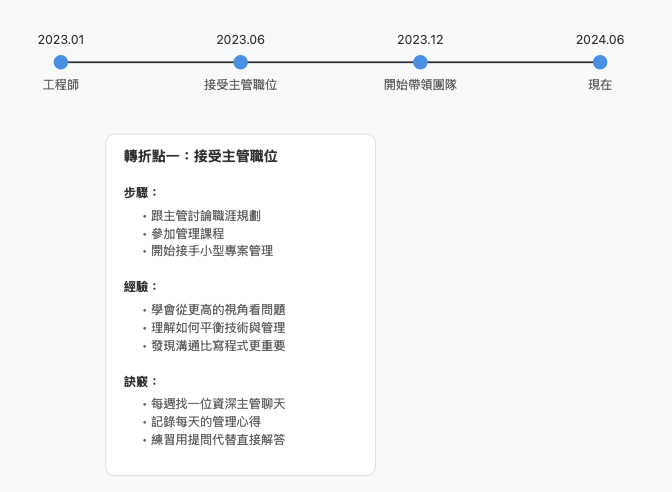 2023.01
2023.06
2023.12
2024.06
工程師
接受主管職位
開始帶領團隊
現在
轉折點一：接受主管職位
步驟：
• 跟主管討論職涯規劃
• 參加管理課程
• 開始接手小型專案管理
經驗：
• 學會從更高的視角看問題
• 理解如何平衡技術與管理
• 發現溝通比寫程式更重要
訣竅：
• 每週找一位資深主管聊天
• 記錄每天的管理心得
• 練習用提問代替直接解答